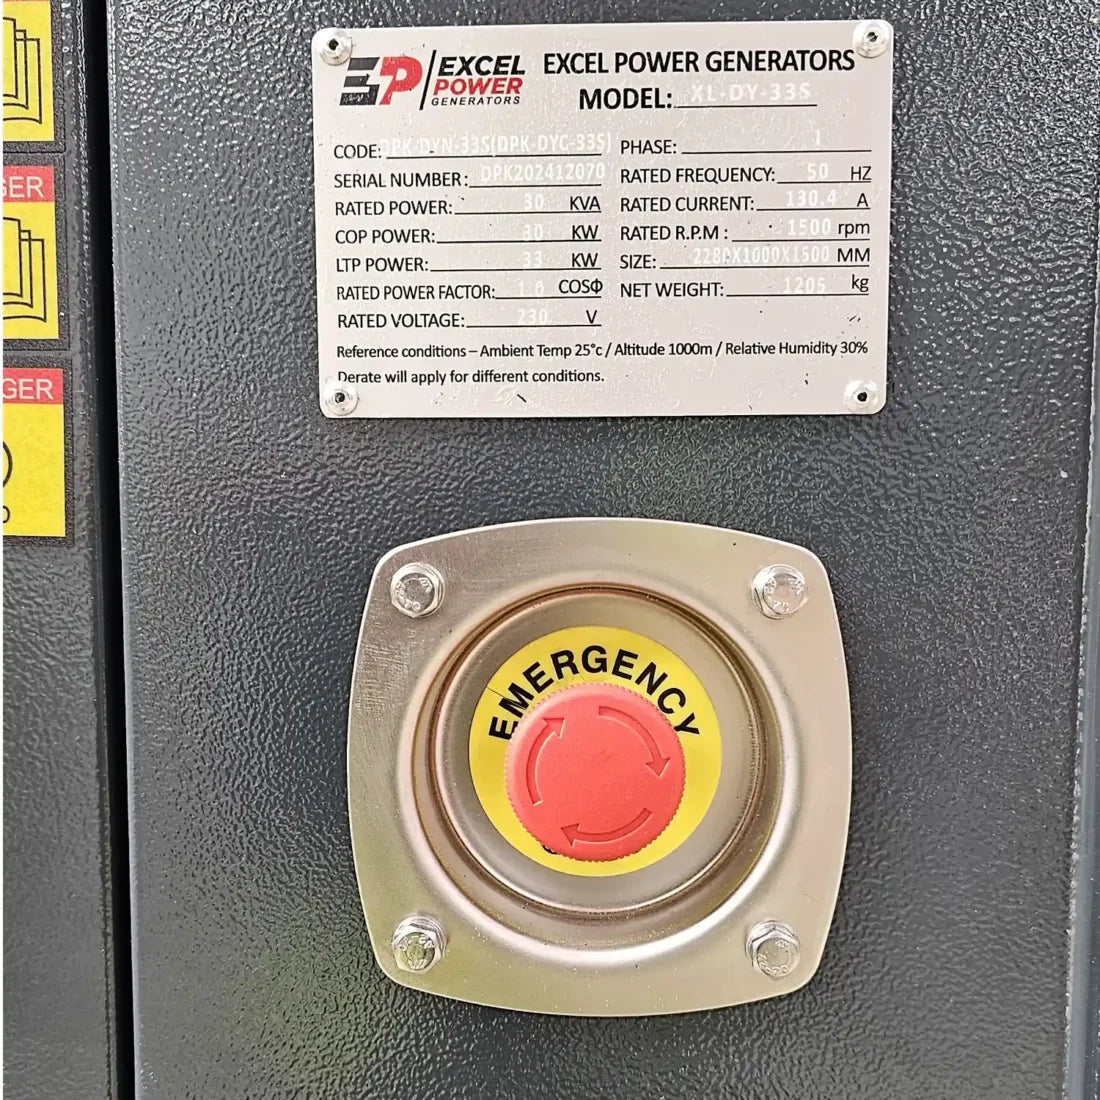 EXCEL POWER GENERATORS
EXCEL POWER GENERATORS
MODEL: XL-DY-33S
CODE: DPK-DYN-33S(DPK-DYC-33S)
SERIAL NUMBER: DPK202412070
RATED POWER: 30 KVA
COP POWER: 30 KW
LTP POWER: 33 KW
RATED POWER FACTOR: 1.0 COSΦ
RATED VOLTAGE: 230 V
PHASE: 1
RATED FREQUENCY: 50 HZ
RATED CURRENT: 130.4 A
RATED R.P.M : 1500 rpm
SIZE: 2280X1000X1500 MM
NET WEIGHT: 1205 kg
Reference conditions – Ambient Temp 25°c / Altitude 1000m / Relative Humidity 30%
Derate will apply for different conditions.
GER
GER
EMERGENCY